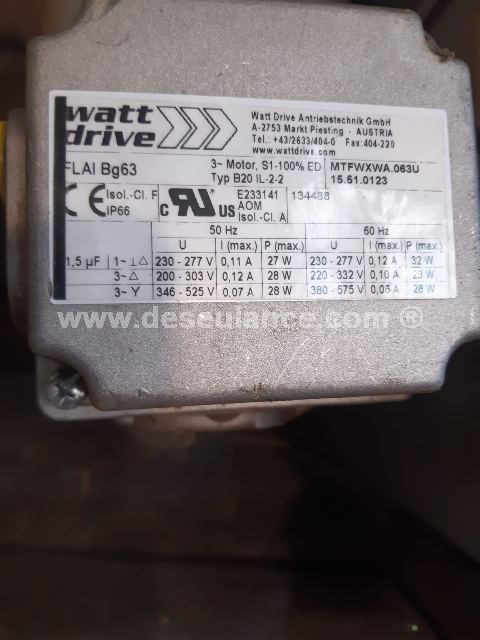 watt
drive
Watt Drive Antriebstechnik GmbH
A-2753 Markt Piesting - AUSTRIA
Tel.: +43/2633/404-0 Fax:404-220
www.wattdrive.com
FLAI Bg63
3~ Motor, S1-100% ED
MTFWXWA.063U
Typ B20 IL-2-2
15.51.0123
CE
Isol.-Cl. F
IP66
c RU US
E233141
134488
AOM
Isol.-Cl. A
50 Hz 60 Hz
U I (max.) P (max.) U I (max.) P (max.)
1,5 µF 1~ ⊥△ 230 - 277 V 0,11 A 27 W 230 - 277 V 0,12 A 32 W
3~ △ 200 - 303 V 0,12 A 28 W 220 - 332 V 0,10 A 23 W
3~ Y 346 - 525 V 0,07 A 28 W 380 - 575 V 0,06 A 28 W
www.deseulance.com ®